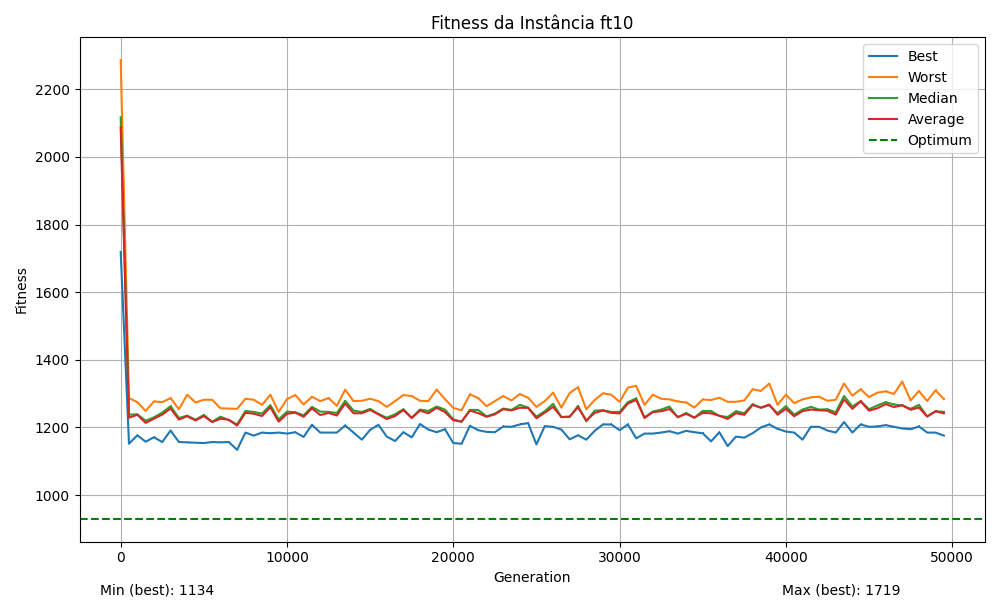 Fitness da Instância ft10
Best
Worst
Median
Average
Optimum
Fitness
2200
2000
1800
1600
1400
1200
1000
0
10000
20000
30000
40000
50000
Generation
Min (best): 1134
Max (best): 1719